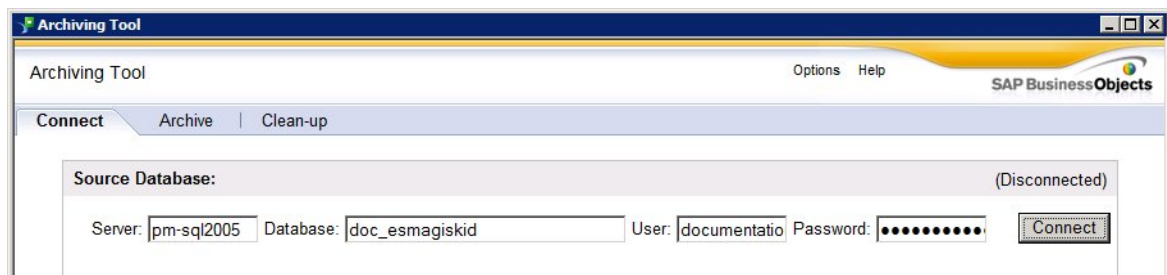 Archiving Tool
Archiving Tool Options Help SAP BusinessObjects
Connect Archive | Clean-up
Source Database: (Disconnected)
Server: pm-sql2005 Database: doc_esmagiskid User: documentatio Password: ●●●●●●●●●●● Connect